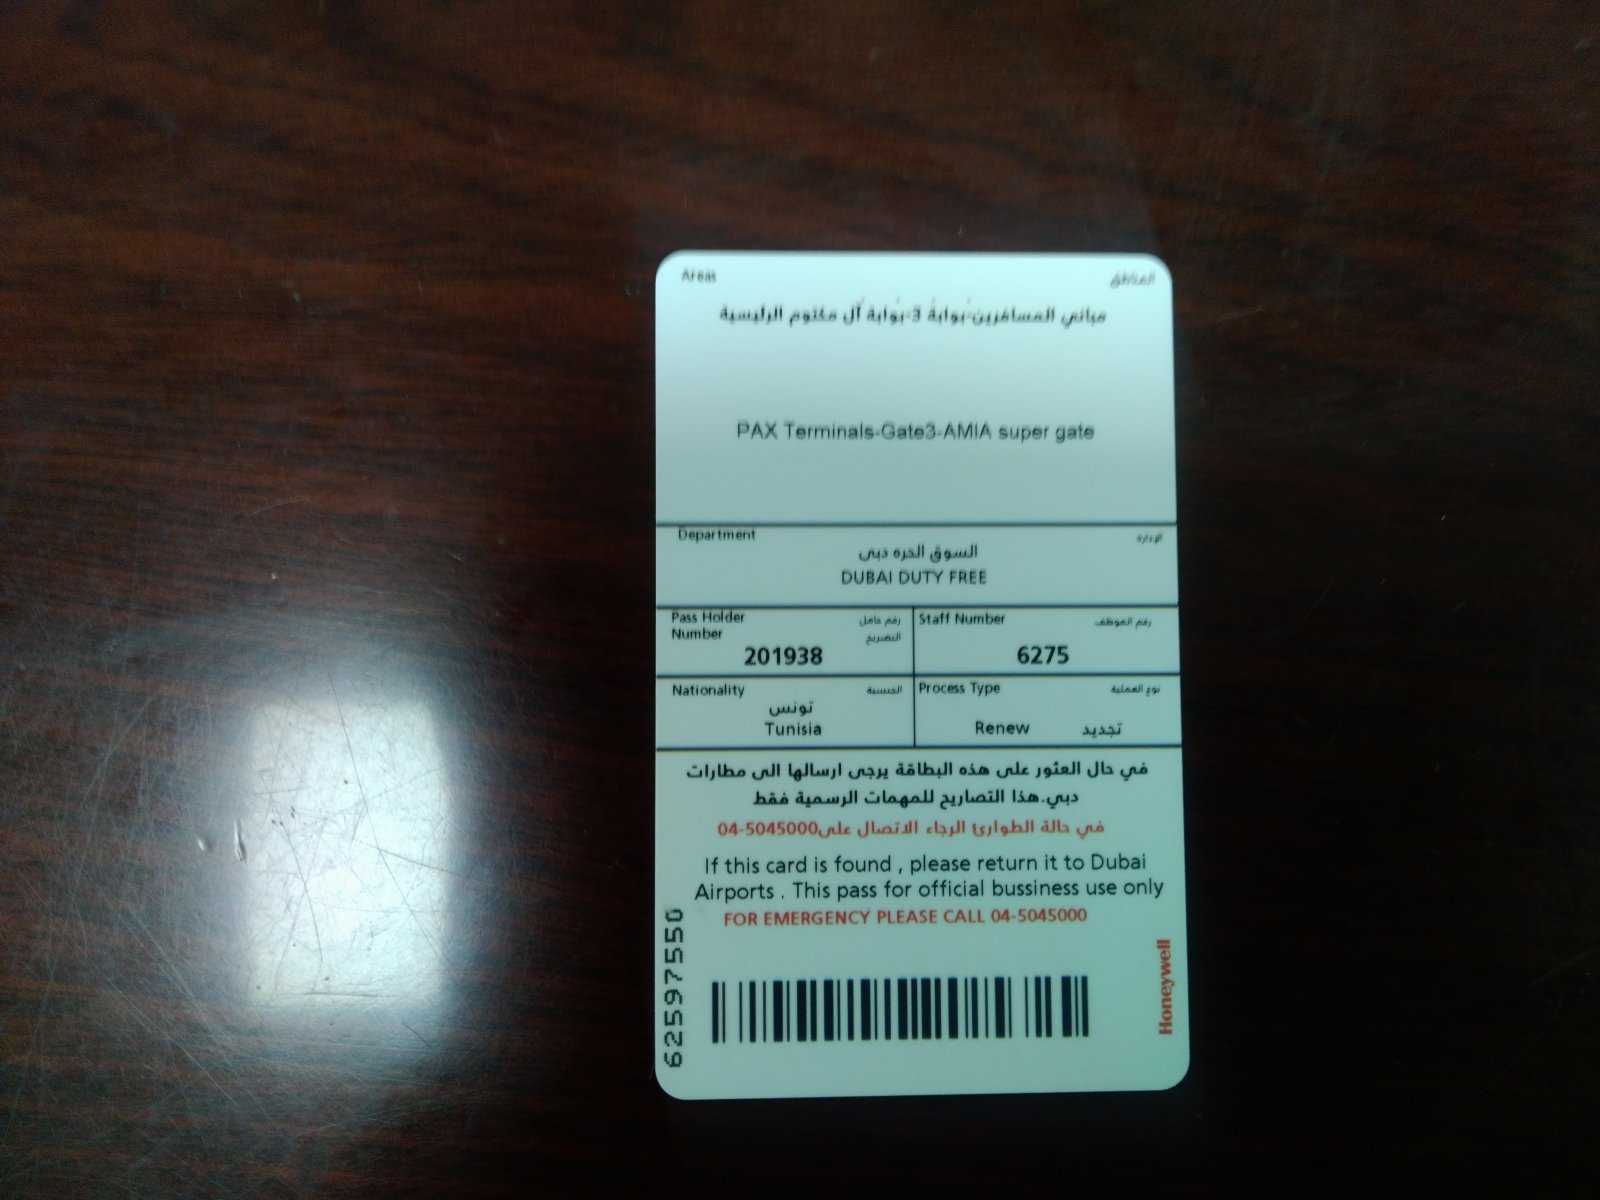 Areas المناطق
مباني المسافرين-بوابة 3-بوابة آل مكتوم الرئيسية
PAX Terminals-Gate3-AMIA super gate
Department الإدارة
السوق الحره دبى
DUBAI DUTY FREE
Pass Holder رقم حامل Staff Number رقم الموظف
Number التصريح
201938 6275
Nationality الجنسية Process Type نوع العملية
تونس
Tunisia Renew تجديد
في حال العثور على هذه البطاقة يرجى ارسالها الى مطارات
دبي.هذا التصاريح للمهمات الرسمية فقط
في حالة الطوارئ الرجاء الاتصال على04-5045000
If this card is found , please return it to Dubai
Airports . This pass for official bussiness use only
FOR EMERGENCY PLEASE CALL 04-5045000
62597550
Honeywell